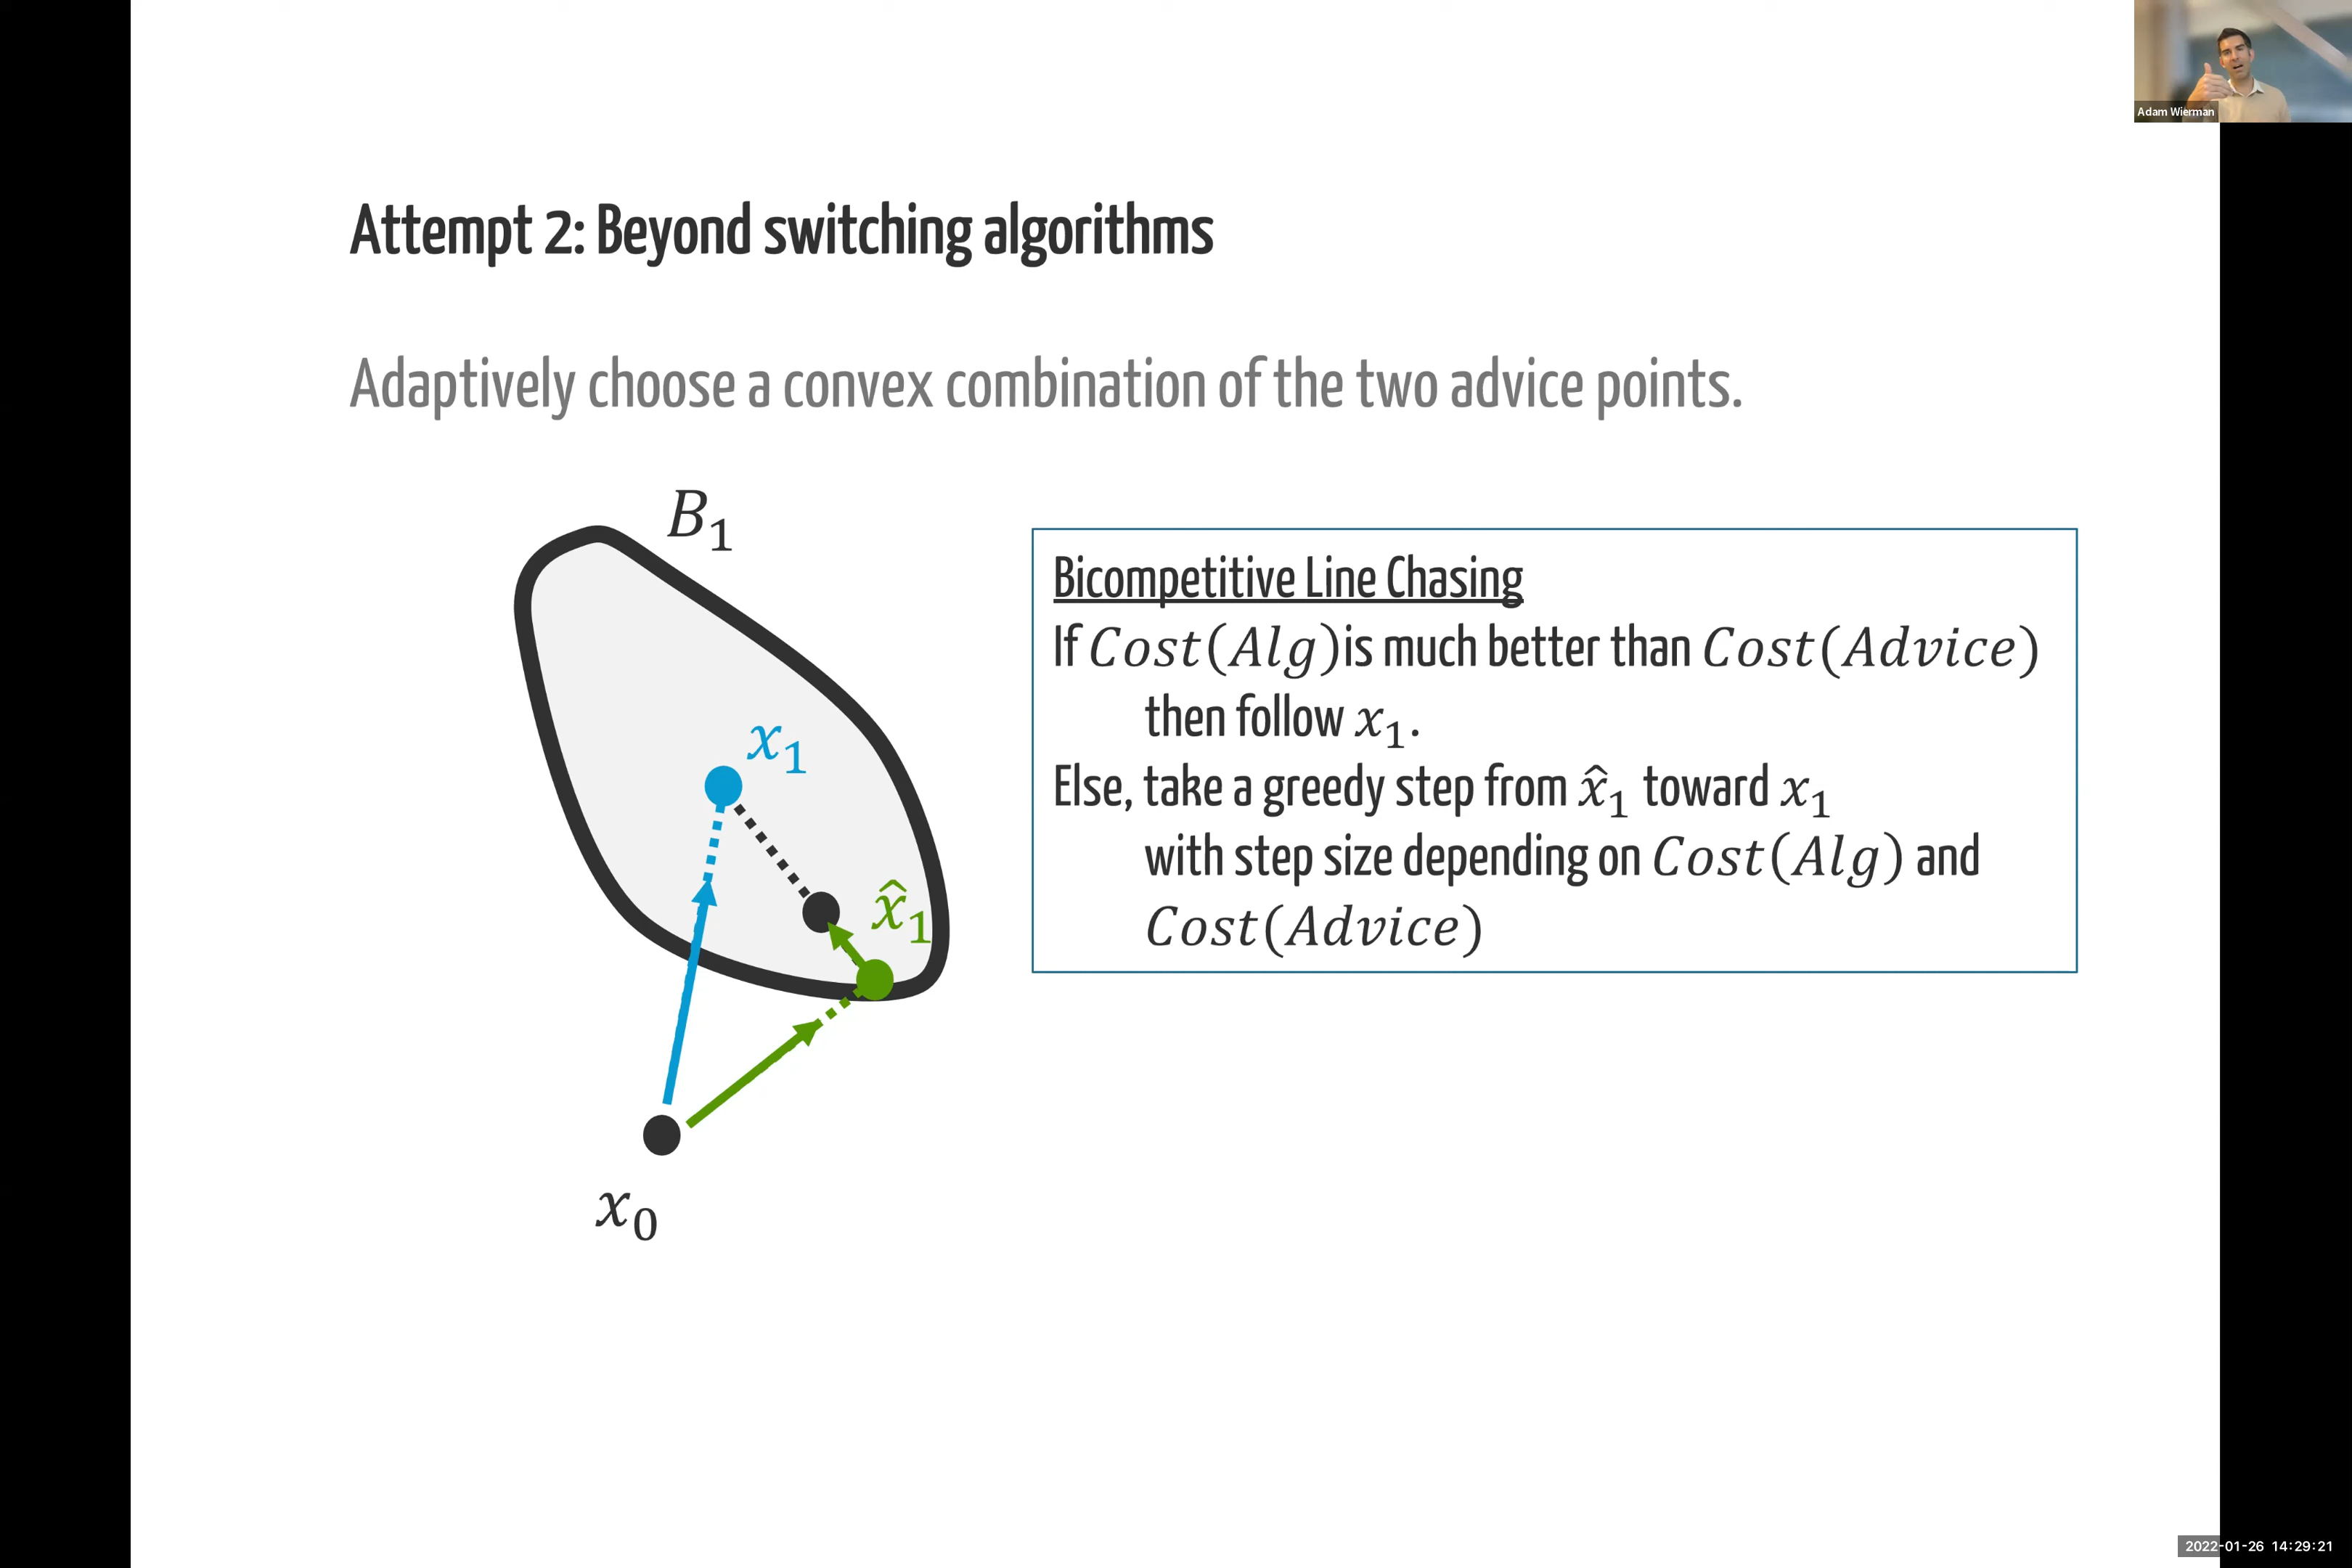 Adam Wierman
Attempt 2: Beyond switching algorithms
Adaptively choose a convex combination of the two advice points.
B₁
x₁
x̂₁
x₀
Bicompetitive Line Chasing
If Cost(Alg)is much better than Cost(Advice)
then follow x₁.
Else, take a greedy step from x̂₁ toward x₁
with step size depending on Cost(Alg) and
Cost(Advice)
2022-01-26 14:29:21